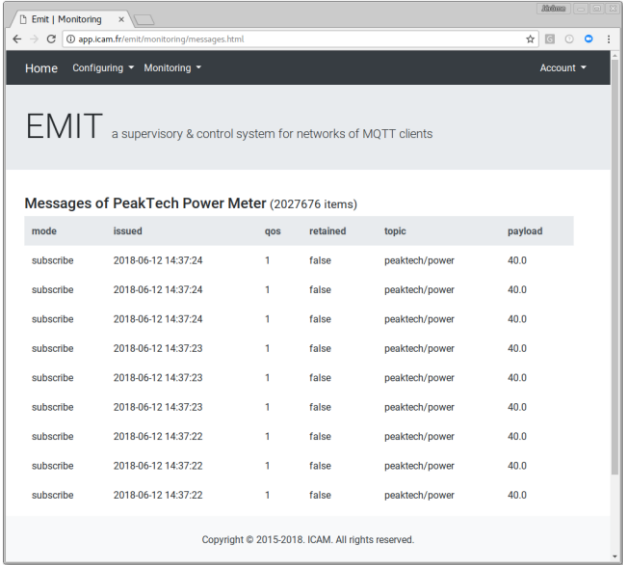 Emit | Monitoring
app.icam.fr/emit/monitoring/messages.html
Home Configuring Monitoring Account
EMIT a supervisory & control system for networks of MQTT clients
Messages of PeakTech Power Meter (2027676 items)
mode issued qos retained topic payload
subscribe 2018-06-12 14:37:24 1 false peaktech/power 40.0
subscribe 2018-06-12 14:37:24 1 false peaktech/power 40.0
subscribe 2018-06-12 14:37:24 1 false peaktech/power 40.0
subscribe 2018-06-12 14:37:23 1 false peaktech/power 40.0
subscribe 2018-06-12 14:37:23 1 false peaktech/power 40.0
subscribe 2018-06-12 14:37:23 1 false peaktech/power 40.0
subscribe 2018-06-12 14:37:22 1 false peaktech/power 40.0
subscribe 2018-06-12 14:37:22 1 false peaktech/power 40.0
subscribe 2018-06-12 14:37:22 1 false peaktech/power 40.0
Copyright © 2015-2018. ICAM. All rights reserved.